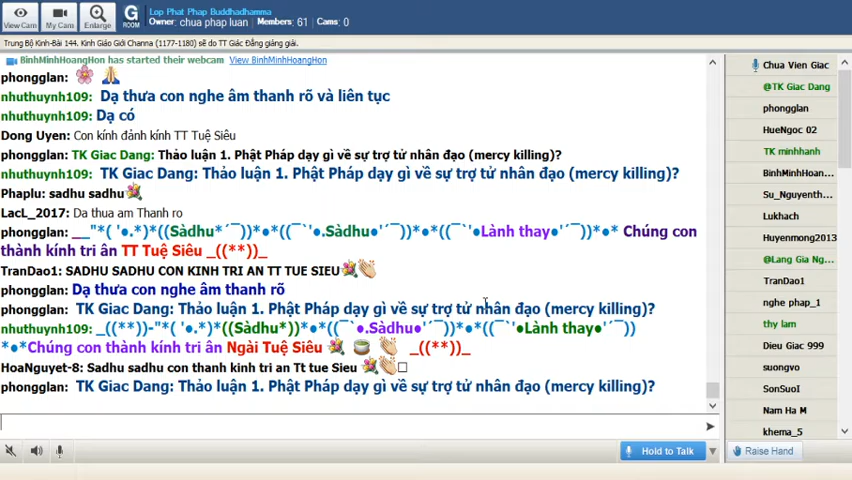 Lop Phat Phap Buddhadhamma
Owner: chua phap luan Members: 61 Cams: 0
View Cam My Cam Enlarge G ROOM
Trung Bộ Kinh-Bài 144. Kinh Giáo Giới Channa (1177-1180) sẽ do TT Giác Đẳng giảng giải.
BinhMinhHoangHon has started their webcam View BinhMinhHoangHon
phongglan:
nhuthuynh109: Dạ thưa con nghe âm thanh rõ và liên tục
nhuthuynh109: Dạ có
Dong Uyen: Con kính đảnh kính TT Tuệ Siêu
phongglan: TK Giac Dang: Thảo luận 1. Phật Pháp dạy gì về sự trợ tử nhân đạo (mercy killing)?
nhuthuynh109: TK Giac Dang: Thảo luận 1. Phật Pháp dạy gì về sự trợ tử nhân đạo (mercy killing)?
Phaplu: sadhu sadhu
LacL_2017: Da thua am Thanh ro
phongglan: __"*( '●.*)*((Sàdhu*´¯))*●*((¯`'●.Sàdhu●'´¯))*●*((¯`'●Lành thay●'´¯))*●* Chúng con
thành kính tri ân TT Tuệ Siêu _((**))_
TranDao1: SADHU SADHU CON KINH TRI AN TT TUE SIEU
phongglan: Dạ thưa con nghe âm thanh rõ
phongglan: TK Giac Dang: Thảo luận 1. Phật Pháp dạy gì về sự trợ tử nhân đạo (mercy killing)?
nhuthuynh109: _((**))-"*( '●.*)*((Sàdhu*))*●*((¯`●.Sàdhu●'´¯))*●*((¯`'●Lành thay●'´¯))
*●*Chúng con thành kính tri ân Ngài Tuệ Siêu _((**))_
HoaNguyet-8: Sadhu sadhu con thanh kinh tri an Tt tue Sieu
phongglan: TK Giac Dang: Thảo luận 1. Phật Pháp dạy gì về sự trợ tử nhân đạo (mercy killing)?
Hold to Talk
Chua Vien Giac
@TK Giac Dang
phongglan
HueNgoc 02
TK minhhanh
BinhMinhHoan...
Su_Nguyenth...
Lukhach
Huyenmong2013
@Lang Gia Ng...
TranDao1
nghe phap_1
thy lam
Dieu Giac 999
suongvo
SonSuoI
Nam Ha M
khema_5
Raise Hand